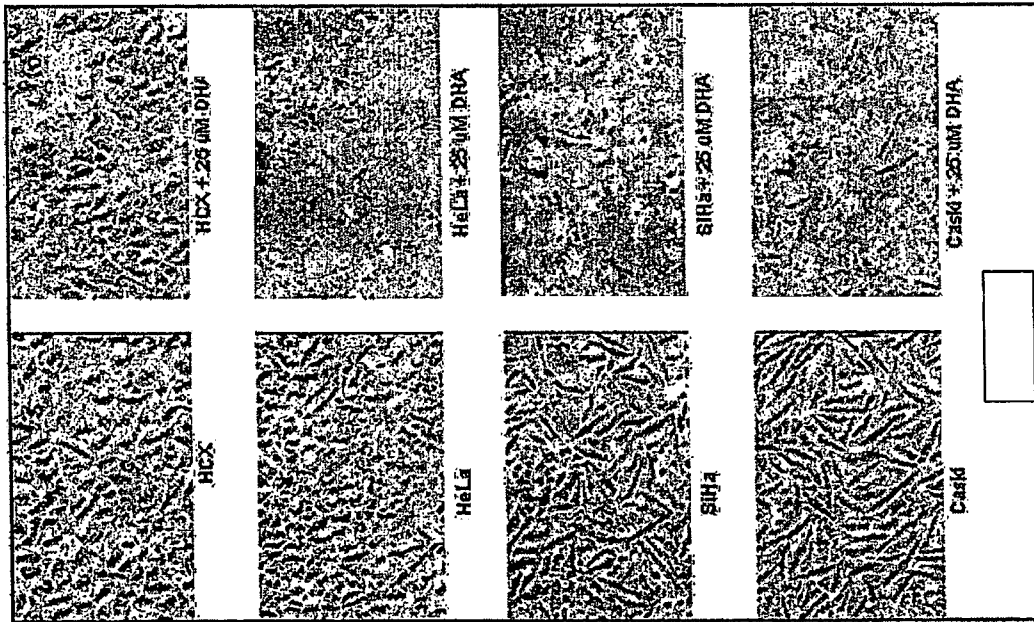 HCX
HCX + 25 uM DHA
HeLa
HeLa + 25 uM DHA
SiHa
SiHa + 25 uM DHA
Caski
Caski + 25 uM DHA